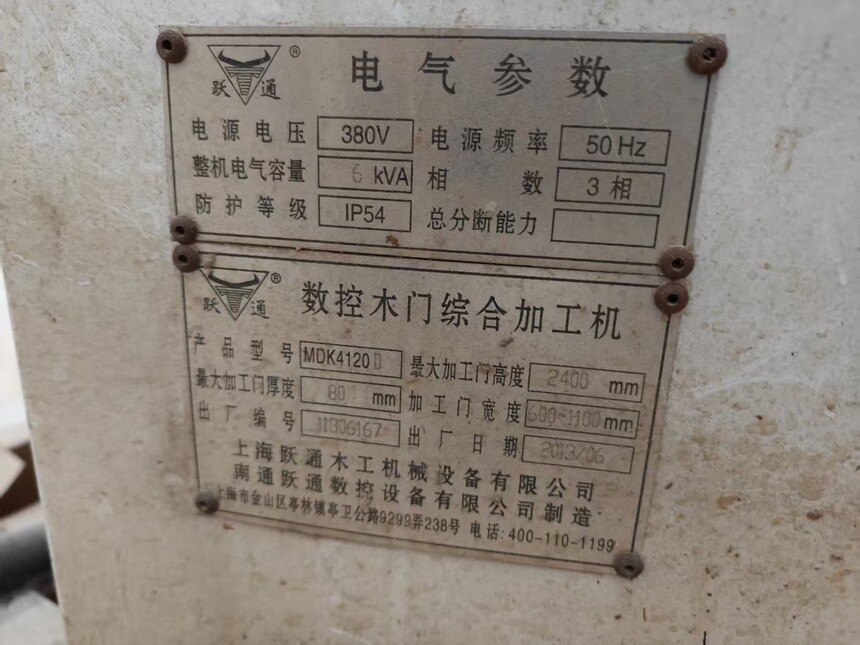 跃 通 ® 电气参数
电源电压 380V 电源频率 50Hz
整机电气容量 6 kVA 相数 3相
防护等级 IP54 总分断能力
跃 通 ® 数控木门综合加工机
产品型号 MDK4120D 最大加工门高度 2400 mm
最大加工门厚度 80 mm 加工门宽度 600~1100mm
出厂编号 11306167 出厂日期 2013/06
上海跃通木工机械设备有限公司
南通跃通数控设备有限公司制造
上海市金山区亭林镇亭卫公路9299弄238号 电话:400-110-1199